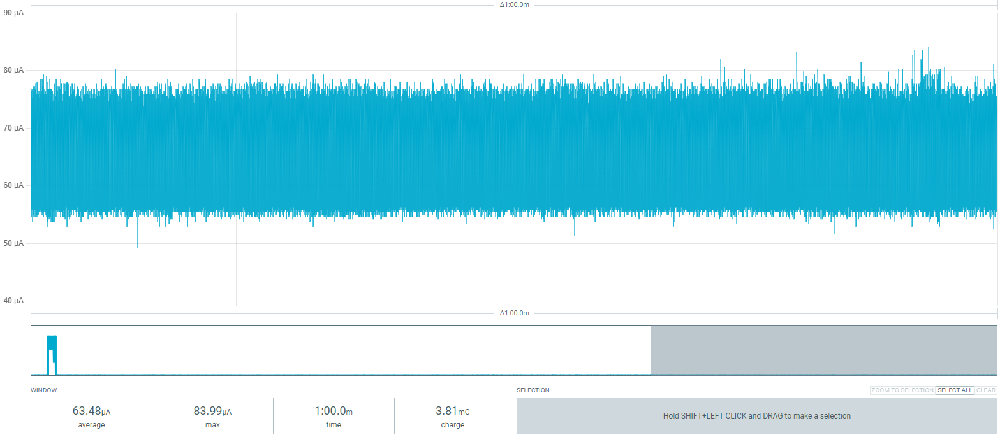 Δ1:00.0m
90 µA
80 µA
70 µA
60 µA
50 µA
40 µA
Δ1:00.0m
WINDOW
63.48µA
average
83.99µA
max
1:00.0m
time
3.81mC
charge
SELECTION
ZOOM TO SELECTION SELECT ALL CLEAR
Hold SHIFT+LEFT CLICK and DRAG to make a selection